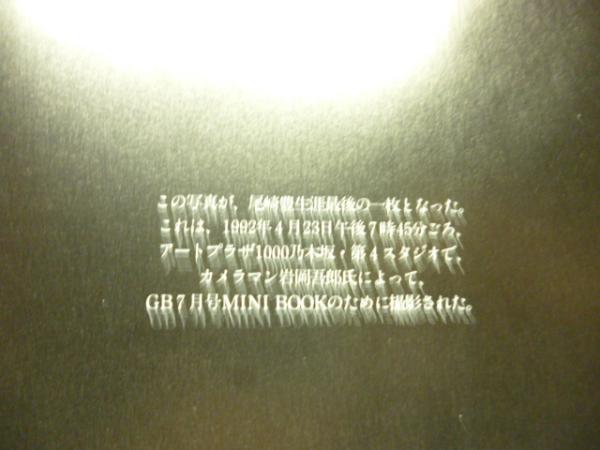 この写真が、尾崎豊生涯最後の一枚となった。
これは、1992年4月23日午後7時45分ごろ、
アートプラザ1000乃木坂・第4スタジオで、
カメラマン岩岡吾郎氏によって、
GB7月号MINI BOOKのために撮影された。